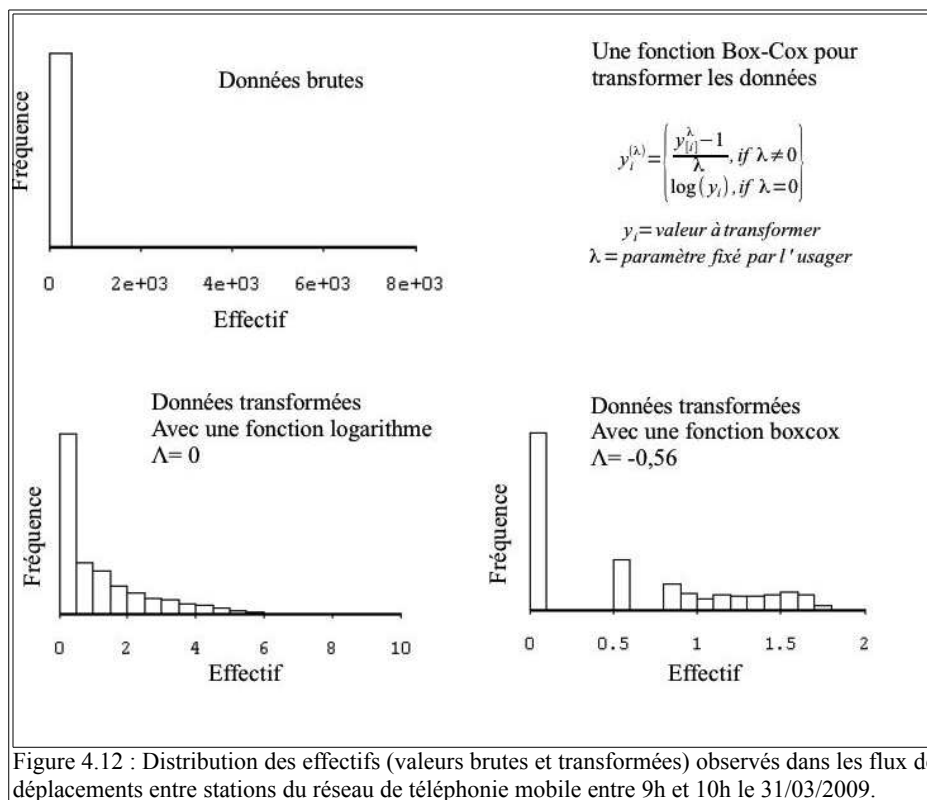 Données brutes
Fréquence
0 2e+03 4e+03 6e+03 8e+03
Effectif
Une fonction Box-Cox pour
transformer les données
y_i^(λ) = { (y_[i]^λ − 1) / λ , if λ≠0
log(y_i), if λ=0 }
y_i = valeur à transformer
λ = paramètre fixé par l'usager
Données transformées
Avec une fonction logarithme
Λ= 0
Fréquence
0 2 4 6 8 10
Effectif
Données transformées
Avec une fonction boxcox
Λ= -0,56
Fréquence
0 0.5 1 1.5 2
Effectif
Figure 4.12 : Distribution des effectifs (valeurs brutes et transformées) observés dans les flux de
déplacements entre stations du réseau de téléphonie mobile entre 9h et 10h le 31/03/2009.